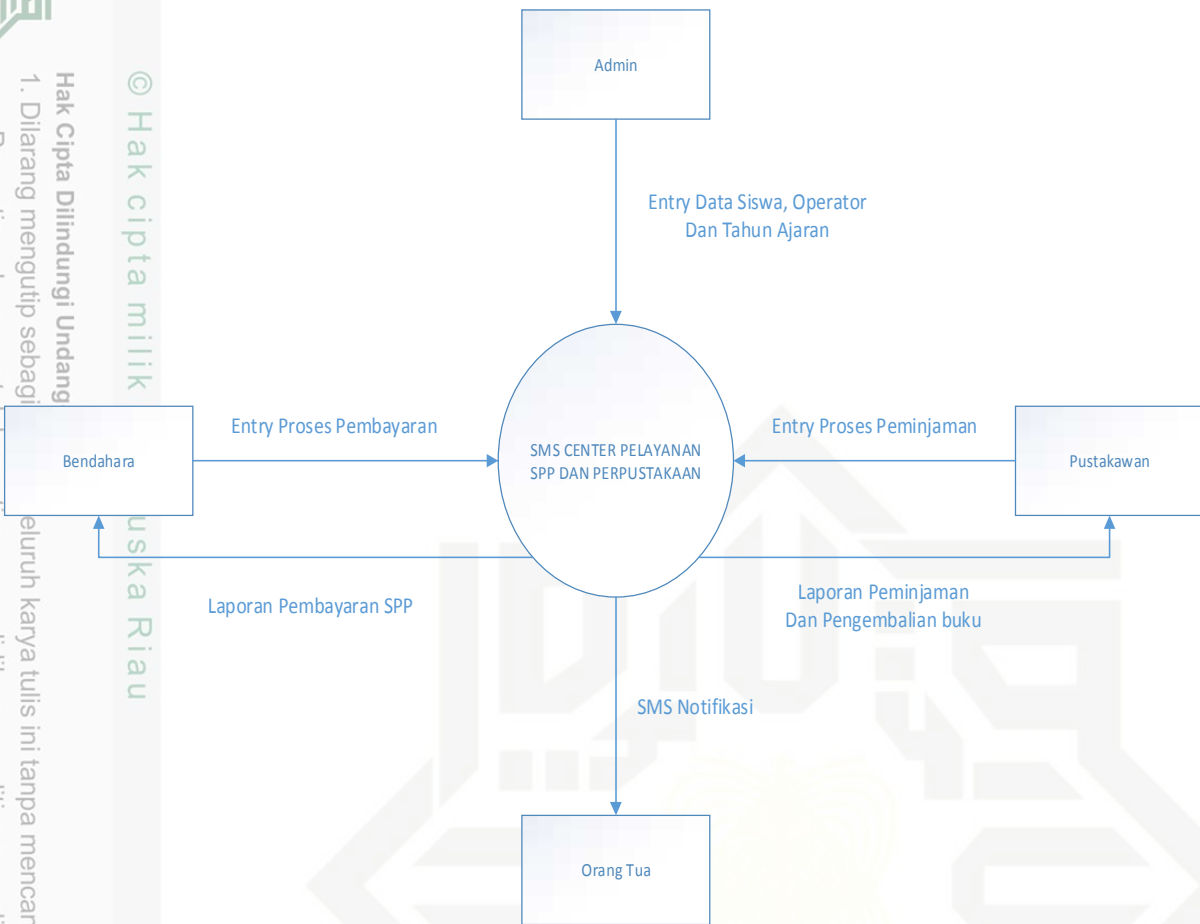 Admin
Entry Data Siswa, Operator
Dan Tahun Ajaran
Entry Proses Pembayaran
Entry Proses Peminjaman
Bendahara
SMS CENTER PELAYANAN
SPP DAN PERPUSTAKAAN
Pustakawan
Laporan Pembayaran SPP
Laporan Peminjaman
Dan Pengembalian buku
SMS Notifikasi
Orang Tua
© Hak cipta milik uska Riau
Hak Cipta Dilindungi Undang
1. Dilarang mengutip sebagi eluruh karya tulis ini tanpa mencan